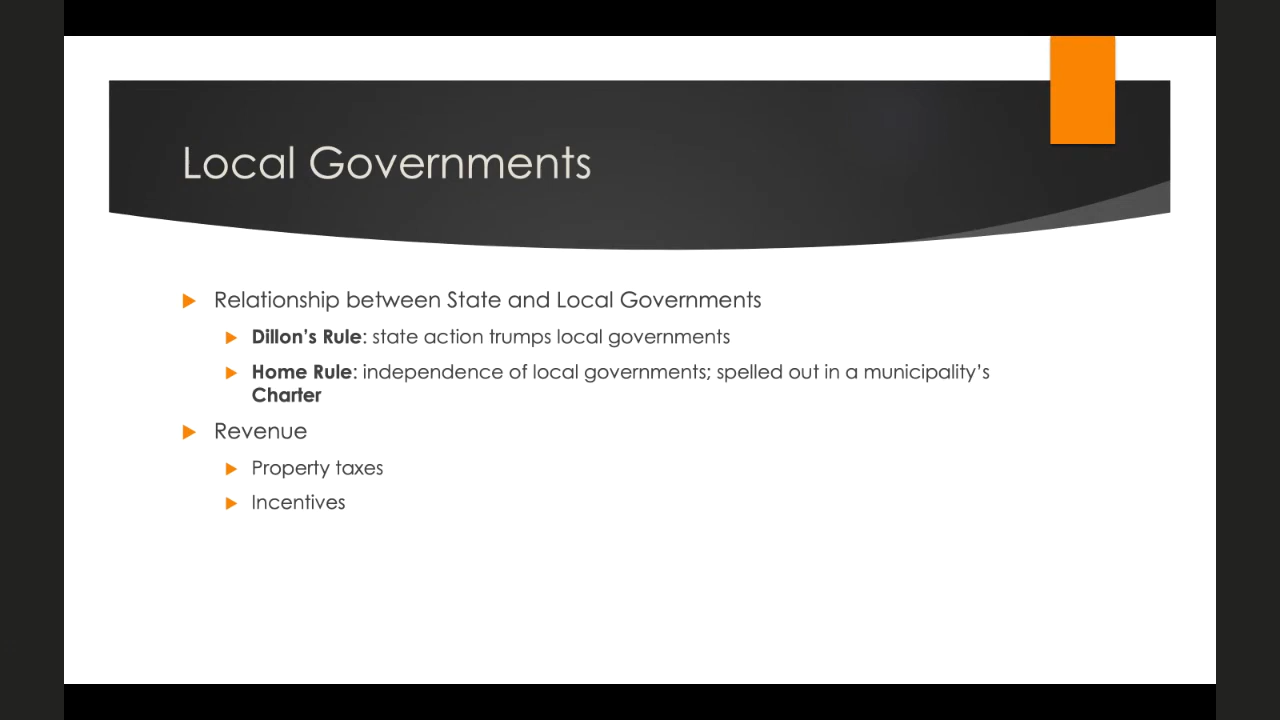 Local Governments
Relationship between State and Local Governments
Dillon’s Rule: state action trumps local governments
Home Rule: independence of local governments; spelled out in a municipality’s
Charter
Revenue
Property taxes
Incentives